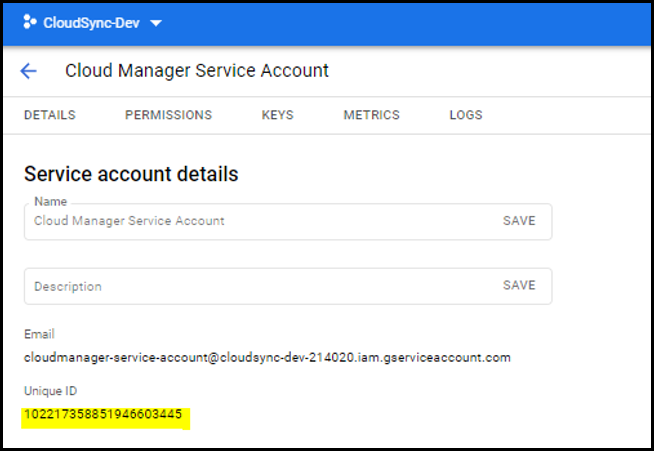 CloudSync-Dev
Cloud Manager Service Account
DETAILS PERMISSIONS KEYS METRICS LOGS
Service account details
Name
Cloud Manager Service Account SAVE
Description SAVE
Email
cloudmanager-service-account@cloudsync-dev-214020.iam.gserviceaccount.com
Unique ID
102217358851946603445